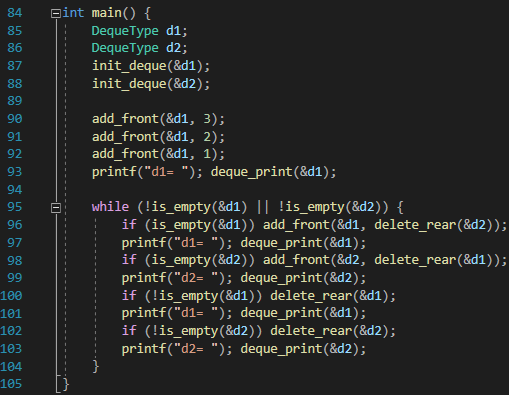 84 int main() {
85 DequeType d1;
86 DequeType d2;
87 init_deque(&d1);
88 init_deque(&d2);
89
90 add_front(&d1, 3);
91 add_front(&d1, 2);
92 add_front(&d1, 1);
93 printf("d1= "); deque_print(&d1);
94
95 while (!is_empty(&d1) || !is_empty(&d2)) {
96 if (is_empty(&d1)) add_front(&d1, delete_rear(&d2));
97 printf("d1= "); deque_print(&d1);
98 if (is_empty(&d2)) add_front(&d2, delete_rear(&d1));
99 printf("d2= "); deque_print(&d2);
100 if (!is_empty(&d1)) delete_rear(&d1);
101 printf("d1= "); deque_print(&d1);
102 if (!is_empty(&d2)) delete_rear(&d2);
103 printf("d2= "); deque_print(&d2);
104 }
105 }